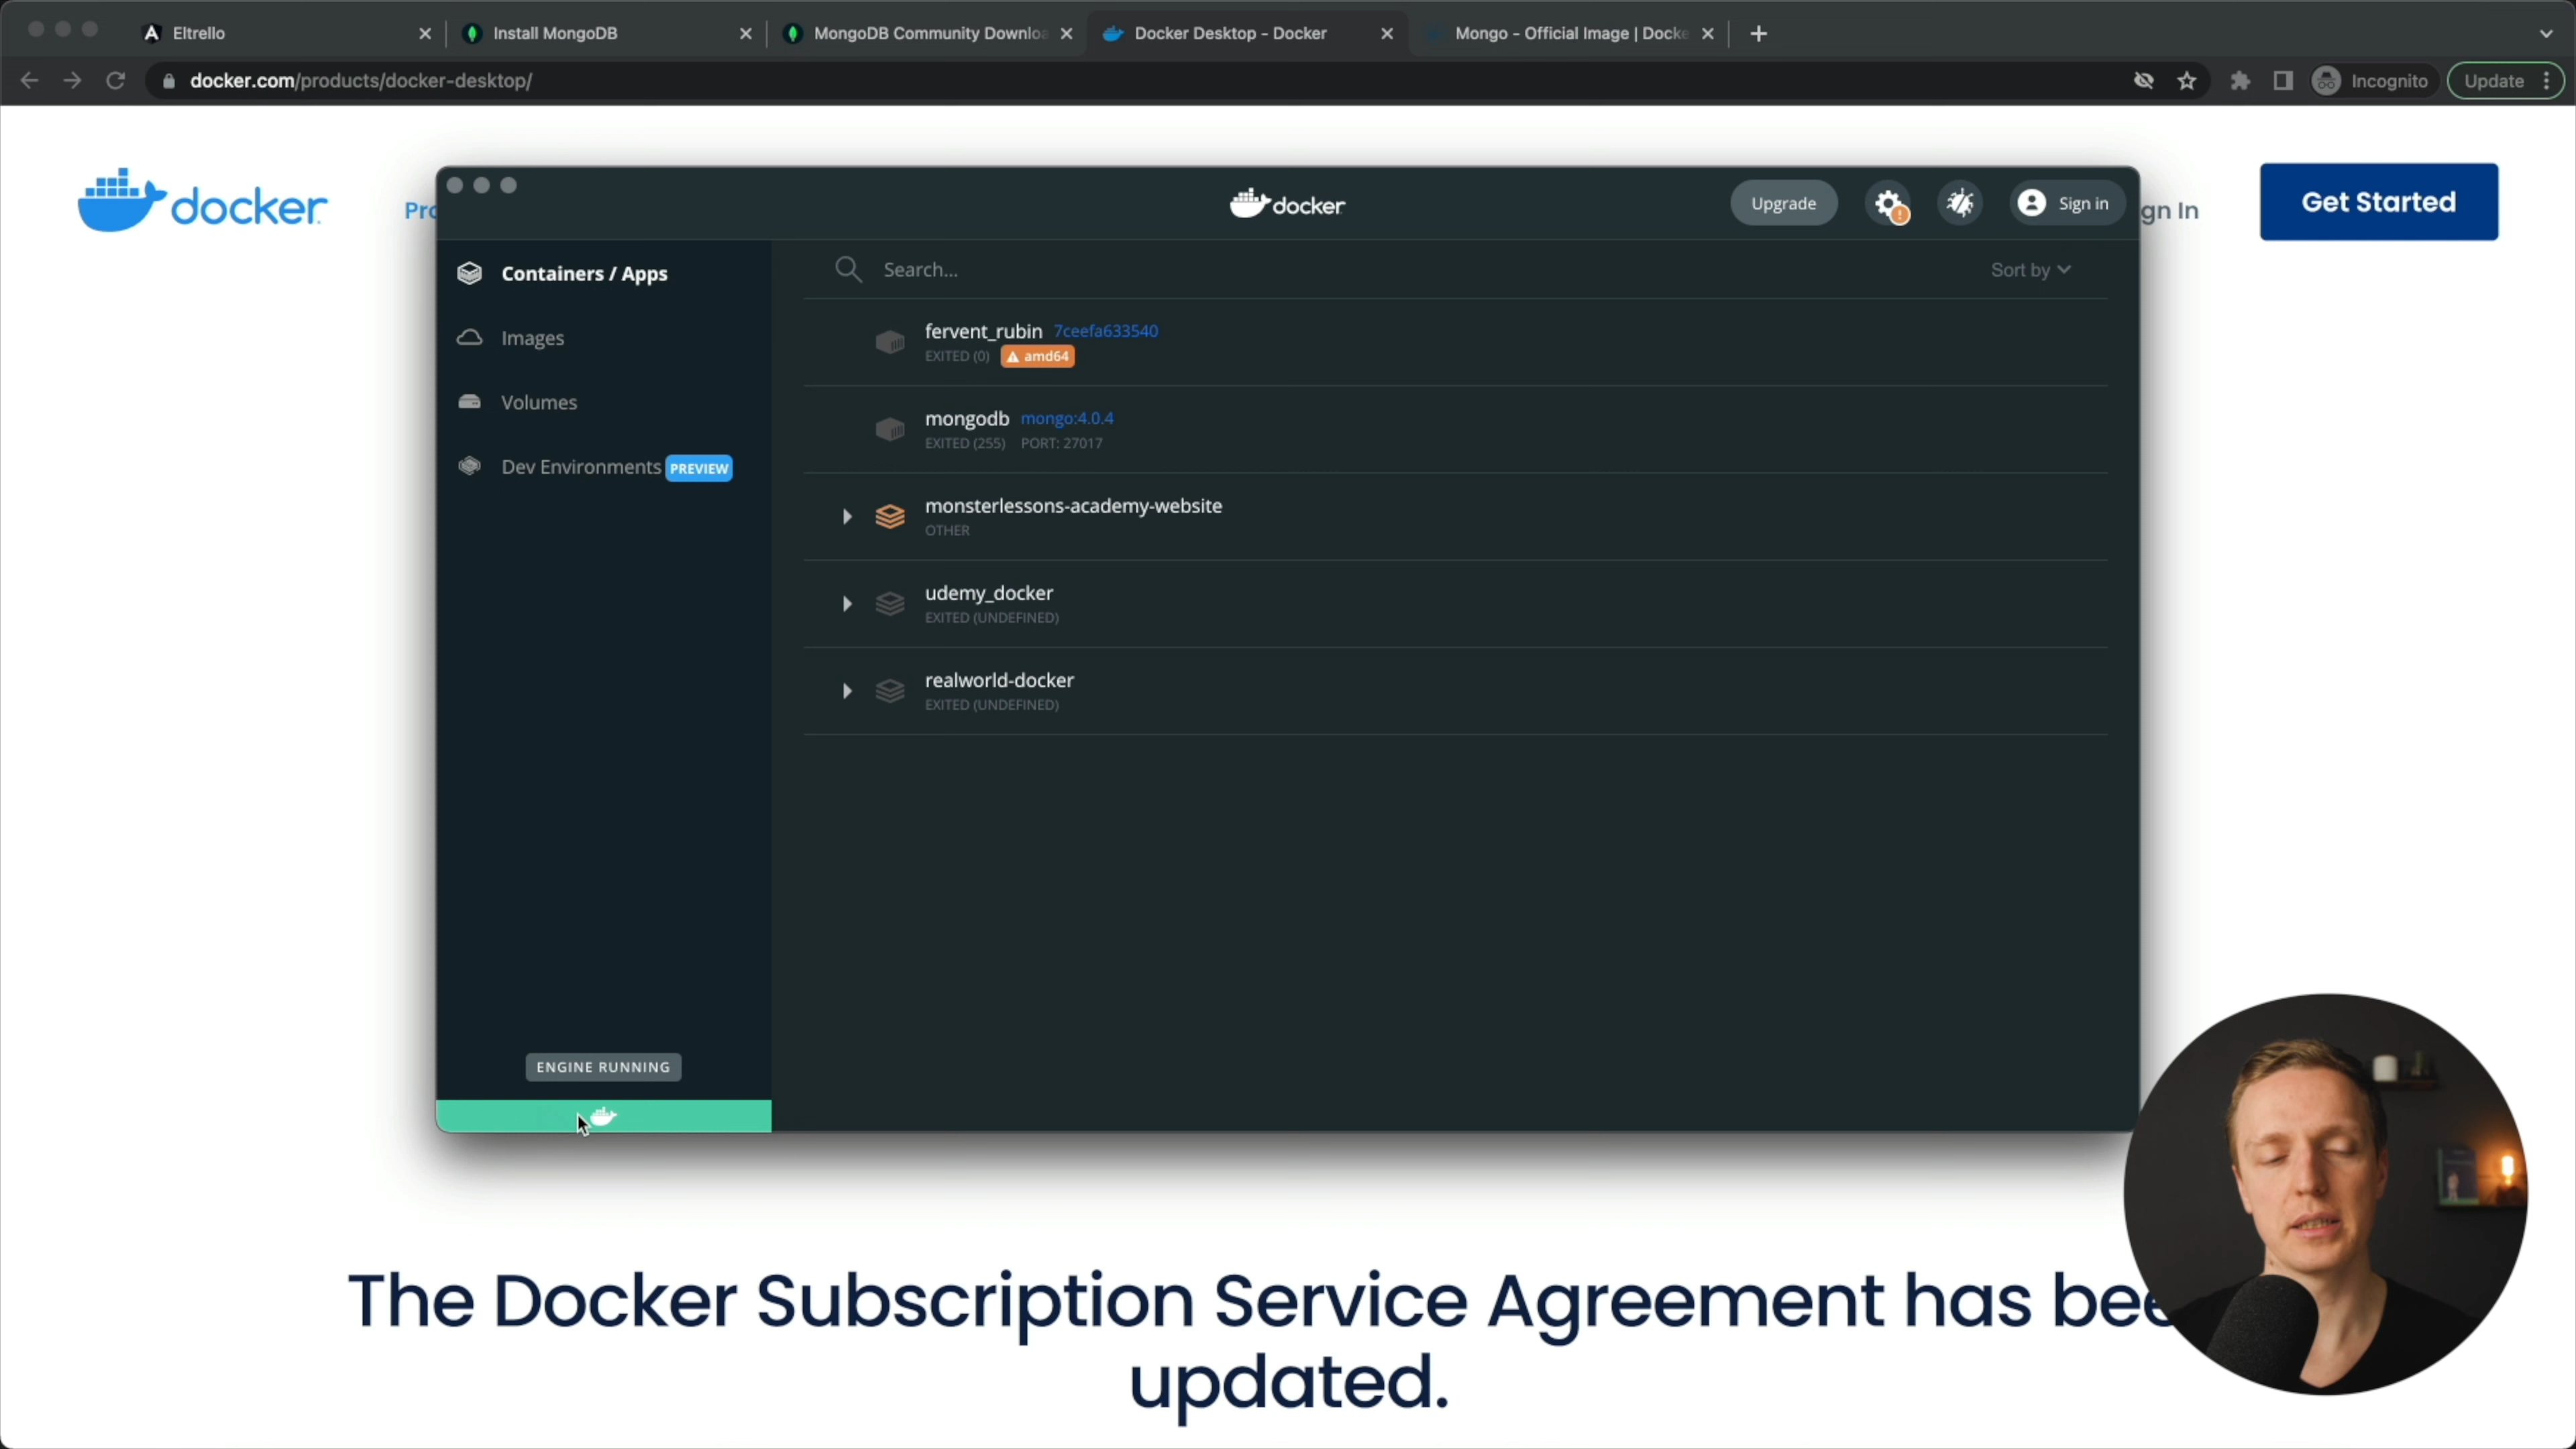 Eltrello
Install MongoDB
MongoDB Community Downloa
Docker Desktop - Docker
Mongo - Official Image | Docke
docker.com/products/docker-desktop/
Incognito
Update
docker
Pro
docker
Upgrade
Sign in
gn In
Get Started
Containers / Apps
Images
Volumes
Dev Environments PREVIEW
ENGINE RUNNING
Search...
Sort by
fervent_rubin 7ceefa633540
EXITED (0) amd64
mongodb mongo:4.0.4
EXITED (255) PORT: 27017
monsterlessons-academy-website
OTHER
udemy_docker
EXITED (UNDEFINED)
realworld-docker
EXITED (UNDEFINED)
The Docker Subscription Service Agreement has bee
updated.